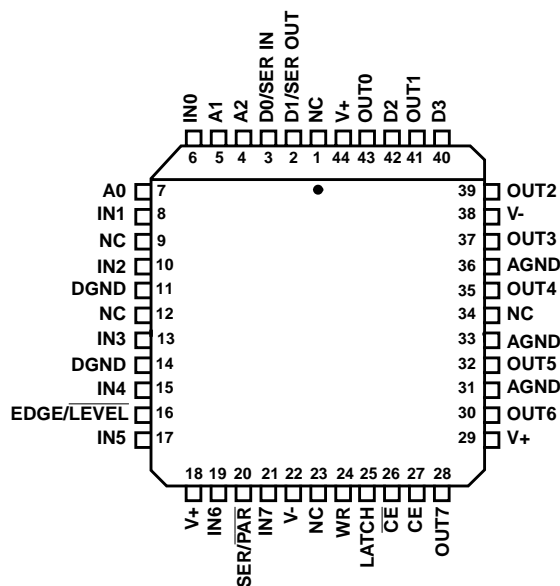 IN0
A1
A2
D0/SER IN
D1/SER OUT
NC
V+
OUT0
D2
OUT1
D3
6 5 4 3 2 1 44 43 42 41 40
A0 7
IN1 8
NC 9
IN2 10
DGND 11
NC 12
IN3 13
DGND 14
IN4 15
EDGE/LEVEL 16
IN5 17
39 OUT2
38 V-
37 OUT3
36 AGND
35 OUT4
34 NC
33 AGND
32 OUT5
31 AGND
30 OUT6
29 V+
18 19 20 21 22 23 24 25 26 27 28
V+
IN6
SER/PAR
IN7
V-
NC
WR
LATCH
CE
CE
OUT7